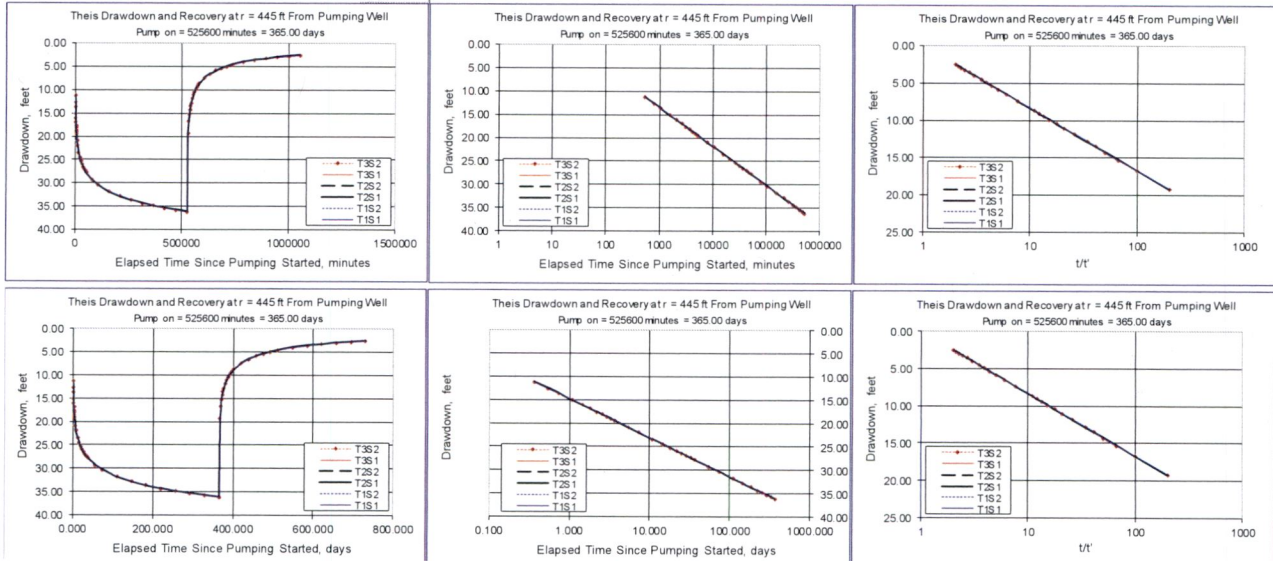 Theis Drawdown and Recovery at r = 445 ft From Pumping Well
Pump on = 525600 minutes = 365.00 days
Drawdown, feet
0.00
5.00
10.00
15.00
20.00
25.00
30.00
35.00
40.00
0
500000
1000000
1500000
Elapsed Time Since Pumping Started, minutes
T3S2
T3S1
T2S2
T2S1
T1S2
T1S1
Theis Drawdown and Recovery at r = 445 ft From Pumping Well
Pump on = 525600 minutes = 365.00 days
Drawdown, feet
0.00
5.00
10.00
15.00
20.00
25.00
30.00
35.00
40.00
1
10
100
1000
10000
100000
1000000
Elapsed Time Since Pumping Started, minutes
T3S2
T3S1
T2S2
T2S1
T1S2
T1S1
Theis Drawdown and Recovery at r = 445 ft From Pumping Well
Pump on = 525600 minutes = 365.00 days
Drawdown, feet
0.00
5.00
10.00
15.00
20.00
25.00
1
10
100
1000
t/t'
T3S2
T3S1
T2S2
T2S1
T1S2
T1S1
Theis Drawdown and Recovery at r = 445 ft From Pumping Well
Pump on = 525600 minutes = 365.00 days
Drawdown, feet
0.00
5.00
10.00
15.00
20.00
25.00
30.00
35.00
40.00
0.000
200.000
400.000
600.000
800.000
Elapsed Time Since Pumping Started, days
T3S2
T3S1
T2S2
T2S1
T1S2
T1S1
Theis Drawdown and Recovery at r = 445 ft From Pumping Well
Pump on = 525600 minutes = 365.00 days
Drawdown, feet
0.00
5.00
10.00
15.00
20.00
25.00
30.00
35.00
40.00
0.100
1.000
10.000
100.000
1000.000
Elapsed Time Since Pumping Started, days
T3S2
T3S1
T2S2
T2S1
T1S2
T1S1
Theis Drawdown and Recovery at r = 445 ft From Pumping Well
Pump on = 525600 minutes = 365.00 days
Drawdown, feet
0.00
5.00
10.00
15.00
20.00
25.00
1
10
100
1000
t/t'
T3S2
T3S1
T2S2
T2S1
T1S2
T1S1